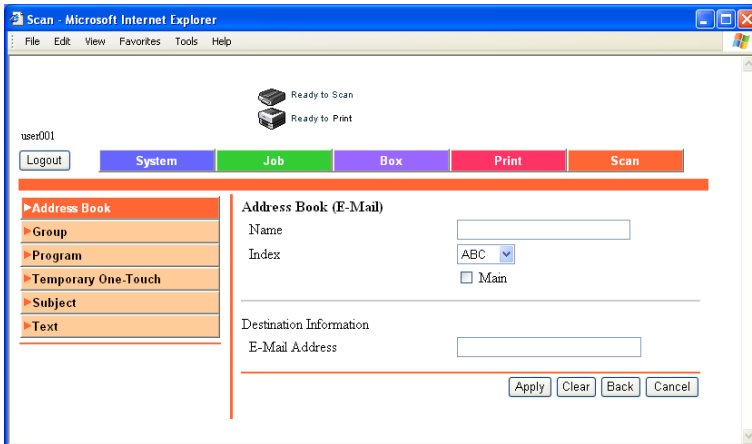 Scan - Microsoft Internet Explorer
File Edit View Favorites Tools Help
Ready to Scan
Ready to Print
user001
Logout System Job Box Print Scan
Address Book
Group
Program
Temporary One-Touch
Subject
Text
Address Book (E-Mail)
Name
Index ABC
Main
Destination Information
E-Mail Address
Apply Clear Back Cancel